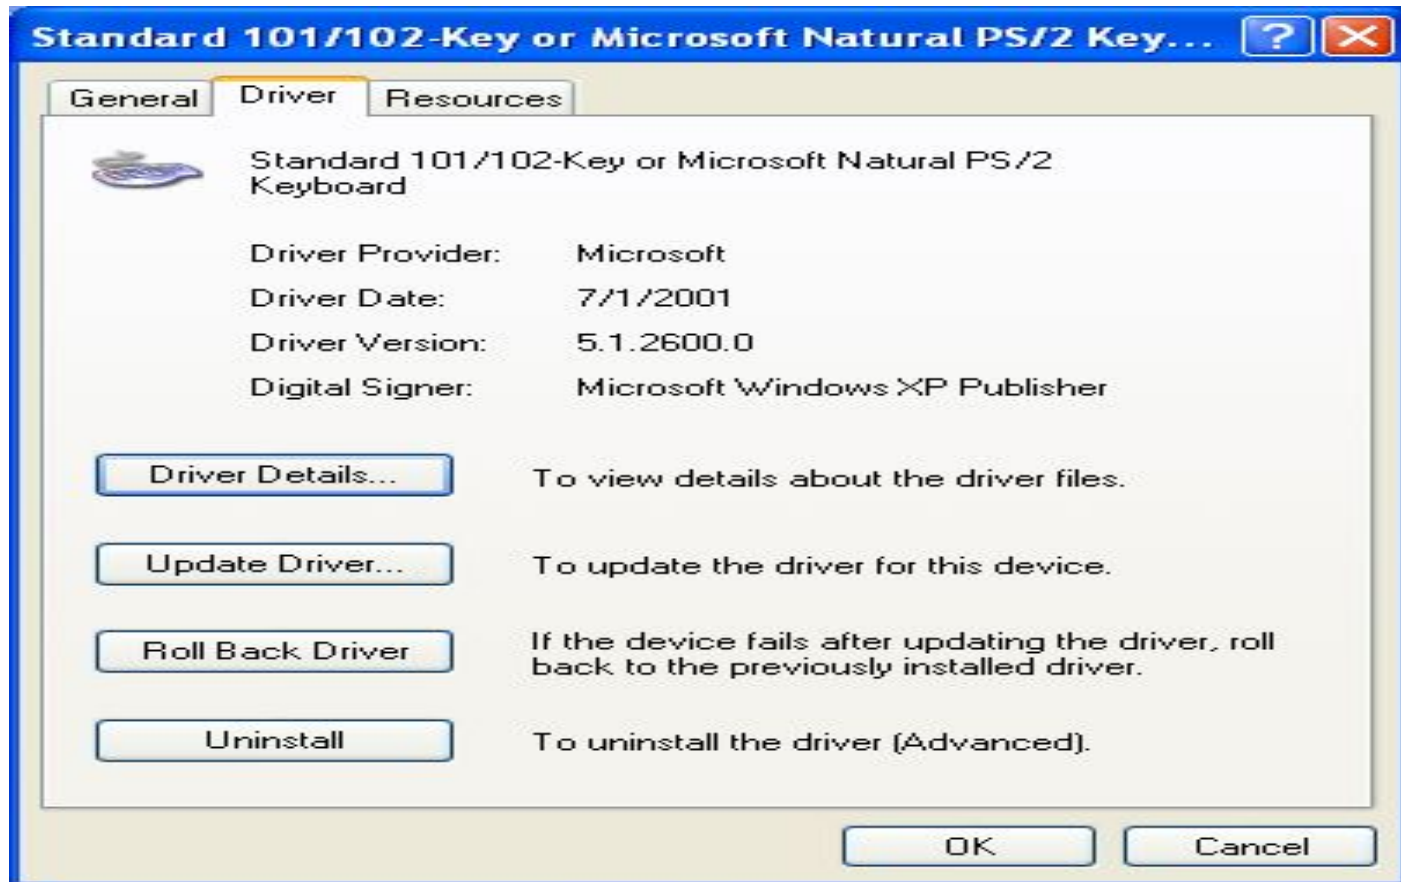 Standard 101/102-Key or Microsoft Natural PS/2 Key...
General Driver Resources
Standard 101/102-Key or Microsoft Natural PS/2
Keyboard
Driver Provider: Microsoft
Driver Date: 7/1/2001
Driver Version: 5.1.2600.0
Digital Signer: Microsoft Windows XP Publisher
Driver Details... To view details about the driver files.
Update Driver... To update the driver for this device.
Roll Back Driver If the device fails after updating the driver, roll
back to the previously installed driver.
Uninstall To uninstall the driver (Advanced).
OK Cancel